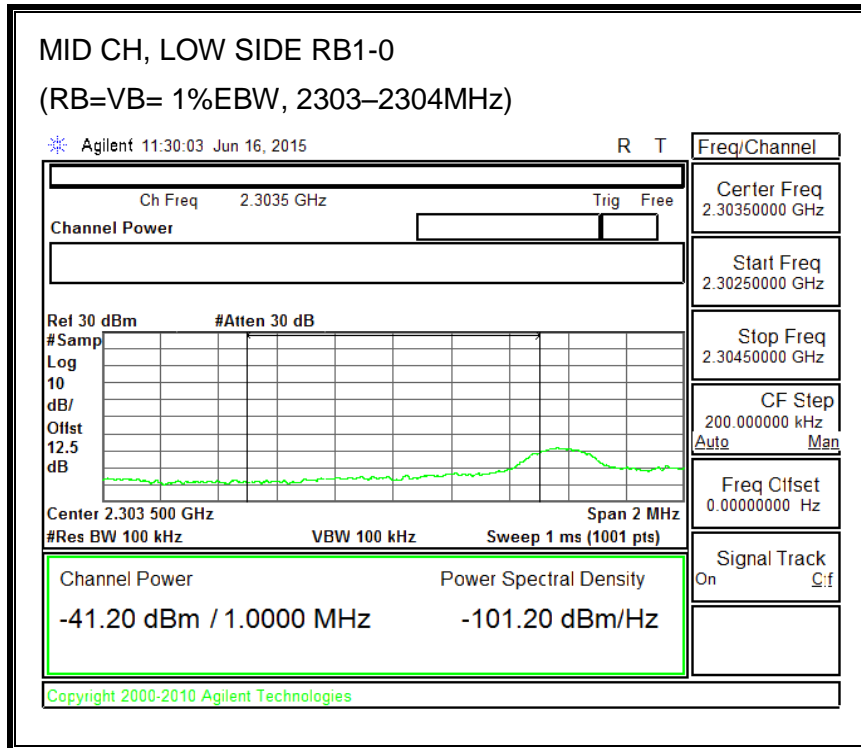 MID CH, LOW SIDE RB1-0
(RB=VB= 1%EBW, 2303–2304MHz)
Agilent 11:30:03 Jun 16, 2015 R T
Freq/Channel
Ch Freq 2.3035 GHz Trig Free
Channel Power
Center Freq
2.30350000 GHz
Start Freq
2.30250000 GHz
Stop Freq
2.30450000 GHz
CF Step
200.000000 kHz
Auto Man
Freq Offset
0.00000000 Hz
Signal Track
On Off
Ref 30 dBm #Atten 30 dB
#Samp
Log
10
dB/
Offst
12.5
dB
Center 2.303 500 GHz Span 2 MHz
#Res BW 100 kHz VBW 100 kHz Sweep 1 ms (1001 pts)
Channel Power Power Spectral Density
-41.20 dBm / 1.0000 MHz -101.20 dBm/Hz
Copyright 2000-2010 Agilent Technologies